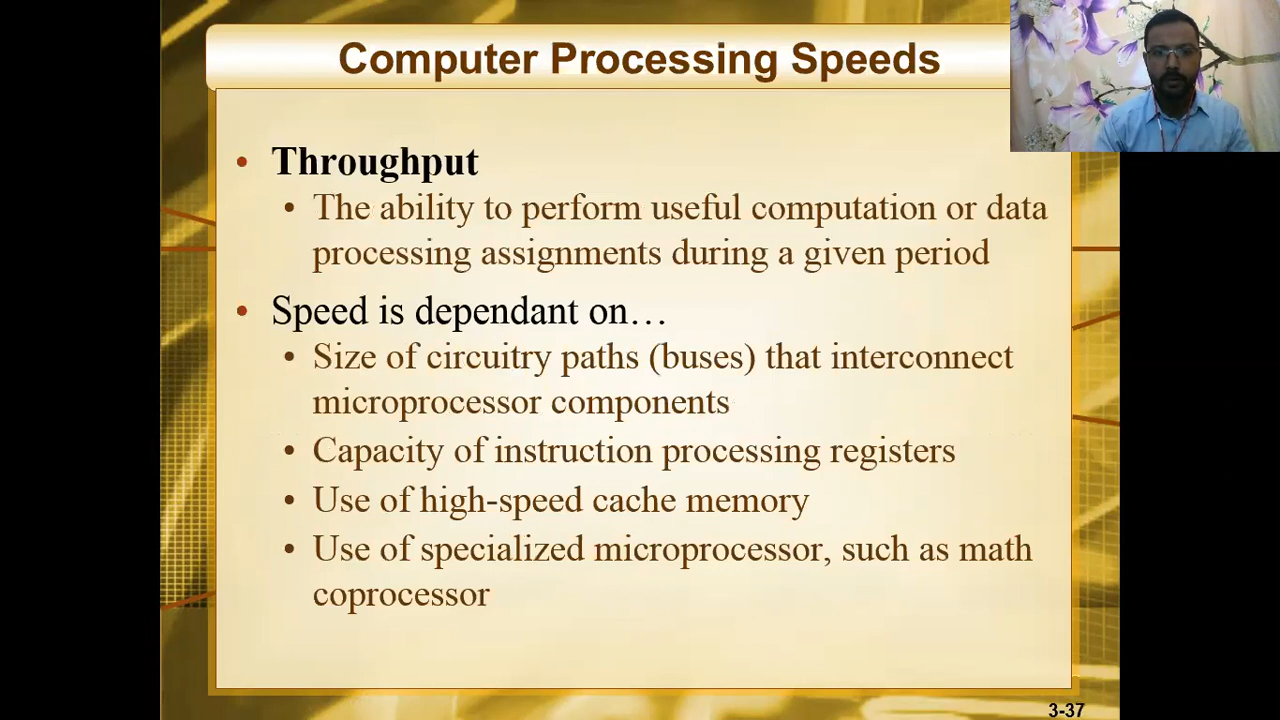 Computer Processing Speeds
• Throughput
• The ability to perform useful computation or data
processing assignments during a given period
• Speed is dependant on…
• Size of circuitry paths (buses) that interconnect
microprocessor components
• Capacity of instruction processing registers
• Use of high-speed cache memory
• Use of specialized microprocessor, such as math
coprocessor
3-37